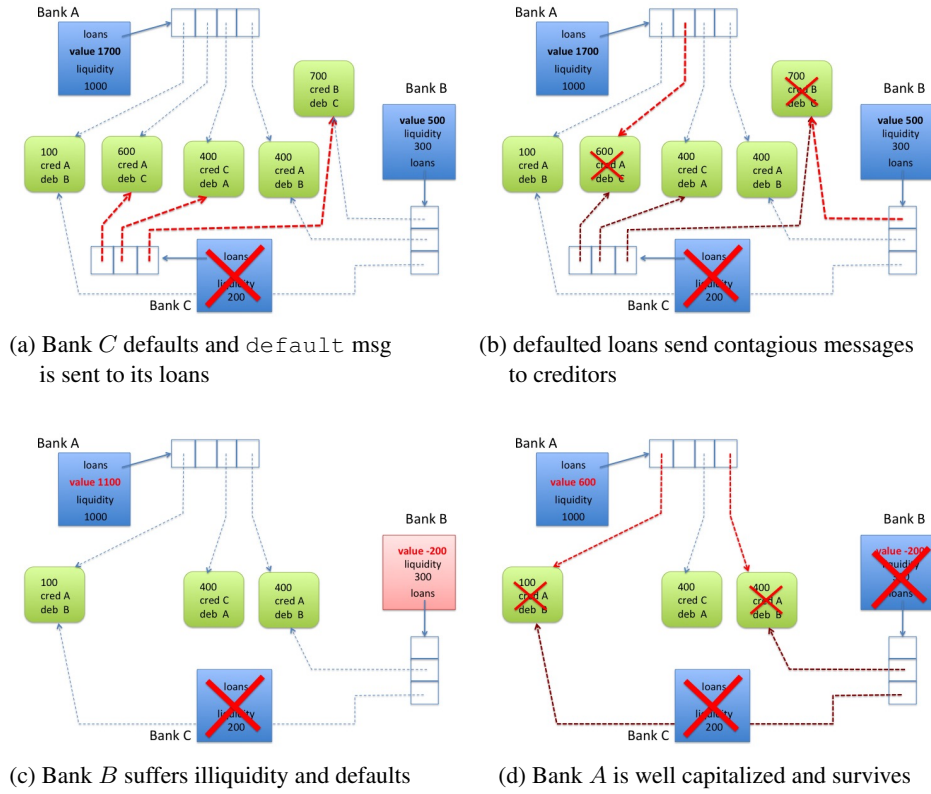 Bank A
loans
value 1700
liquidity
1000
700
cred B
deb C
Bank B
value 500
liquidity
300
loans
100
cred A
deb B
600
cred A
deb C
400
cred C
deb A
400
cred A
deb B
loans
liquidity
200
Bank C
(a) Bank C defaults and default msg
is sent to its loans
Bank A
loans
value 1700
liquidity
1000
700
cred B
deb C
Bank B
value 500
liquidity
300
loans
100
cred A
deb B
600
cred A
deb C
400
cred C
deb A
400
cred A
deb B
loans
liquidity
200
Bank C
(b) defaulted loans send contagious messages
to creditors
Bank A
loans
value 1100
liquidity
1000
Bank B
value -200
liquidity
300
loans
100
cred A
deb B
400
cred C
deb A
400
cred A
deb B
loans
liquidity
200
Bank C
(c) Bank B suffers illiquidity and defaults
Bank A
loans
value 600
liquidity
1000
Bank B
value -200
liquidity
loans
100
cred A
deb B
400
cred C
deb A
400
cred A
deb B
loans
liquidity
200
Bank C
(d) Bank A is well capitalized and survives